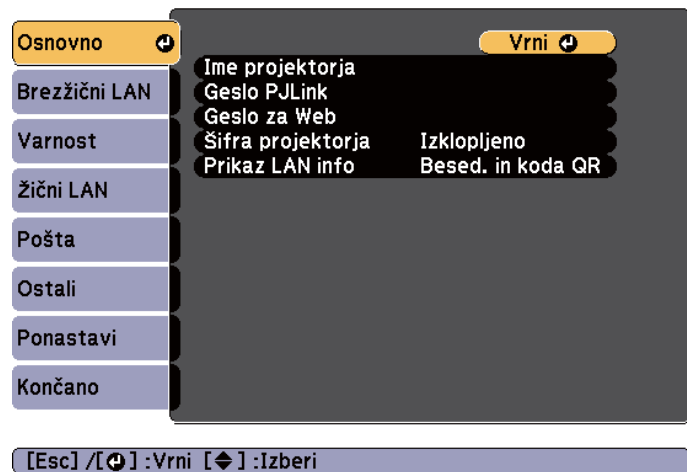 Osnovno
Brezžični LAN
Varnost
Žični LAN
Pošta
Ostali
Ponastavi
Končano
Vrni
Ime projektorja
Geslo PJLink
Geslo za Web
Šifra projektorja Izklopljeno
Prikaz LAN info Besed. in koda QR
[Esc] /[ ] :Vrni [ ] :Izberi